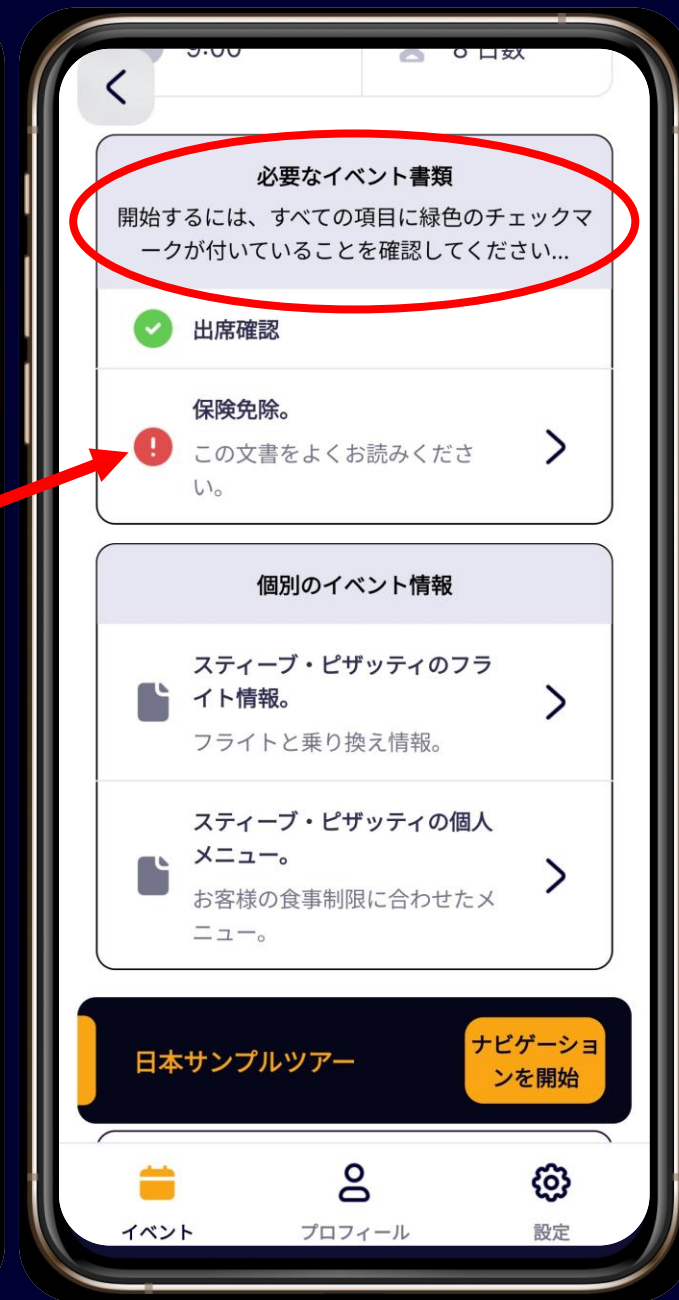 9:00
8 日数
必要なイベント書類
開始するには、すべての項目に緑色のチェックマ
ークが付いていることを確認してください...
出席確認
保険免除。
この文書をよくお読みくださ
い。
個別のイベント情報
スティーブ・ピザッティのフラ
イト情報。
フライトと乗り換え情報。
スティーブ・ピザッティの個人
メニュー。
お客様の食事制限に合わせたメ
ニュー。
日本サンプルツアー
ナビゲーショ
ンを開始
イベント
プロフィール
設定